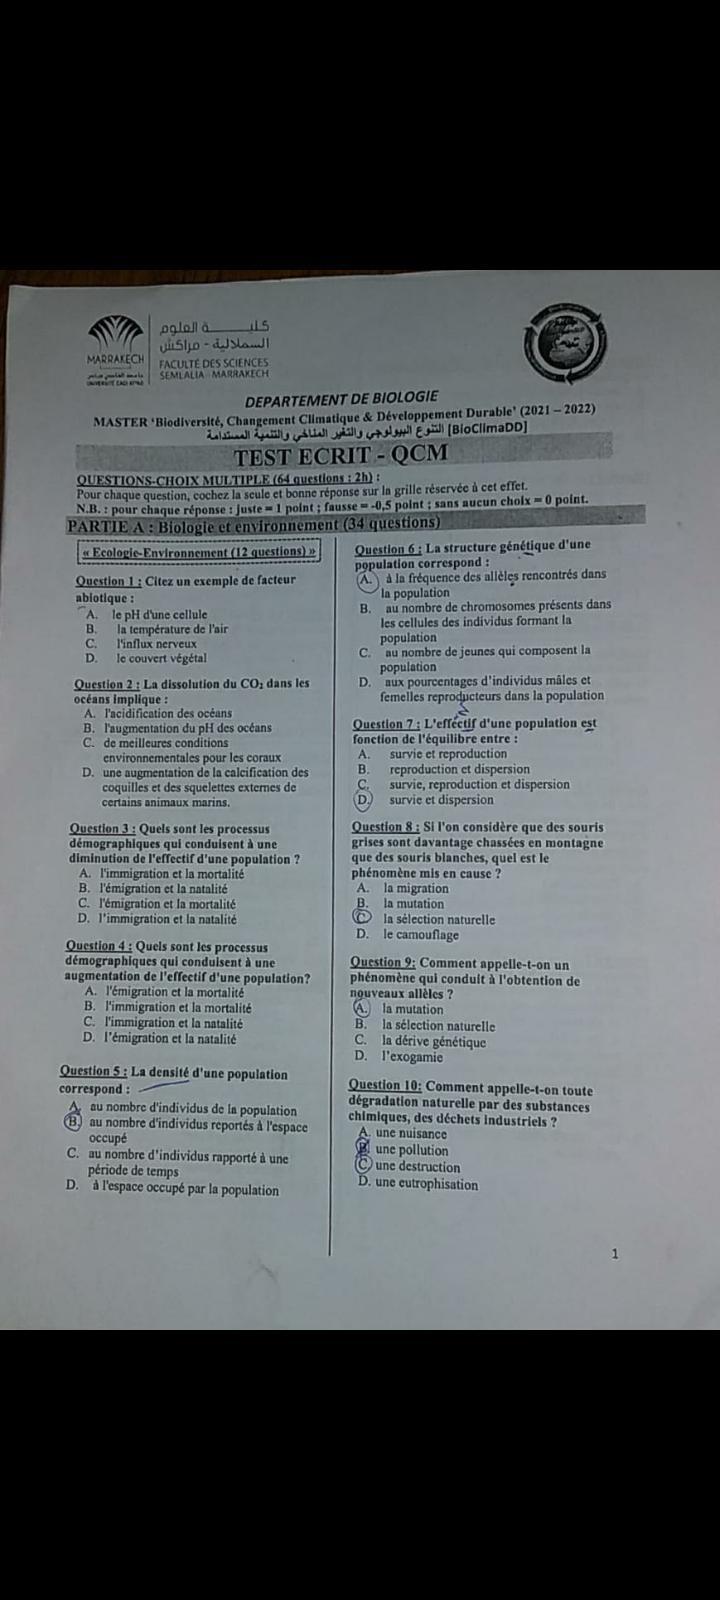 كليـــــــة العلوم
السملالية - مراكش
FACULTÉ DES SCIENCES
SEMLALIA - MARRAKECH
MARRAKECH
جامعة القاضي عياض
UNIVERSITÉ CADI AYYAD
DEPARTEMENT DE BIOLOGIE
MASTER ‘Biodiversité, Changement Climatique & Développement Durable’ (2021 – 2022)
[BioClimaDD] التنوع البيولوجي والتغير المناخي والتنمية المستدامة
TEST ECRIT - QCM
QUESTIONS-CHOIX MULTIPLE (64 questions : 2h) :
Pour chaque question, cochez la seule et bonne réponse sur la grille réservée à cet effet.
N.B. : pour chaque réponse : juste = 1 point ; fausse = -0,5 point ; sans aucun choix = 0 point.
PARTIE A : Biologie et environnement (34 questions)
« Ecologie-Environnement (12 questions) »
Question 1 : Citez un exemple de facteur
abiotique :
A. le pH d'une cellule
B. la température de l'air
C. l'influx nerveux
D. le couvert végétal
Question 2 : La dissolution du CO₂ dans les
océans implique :
A. l'acidification des océans
B. l'augmentation du pH des océans
C. de meilleures conditions
environnementales pour les coraux
D. une augmentation de la calcification des
coquilles et des squelettes externes de
certains animaux marins.
Question 3 : Quels sont les processus
démographiques qui conduisent à une
diminution de l'effectif d'une population ?
A. l'immigration et la mortalité
B. l'émigration et la natalité
C. l'émigration et la mortalité
D. l’immigration et la natalité
Question 4 : Quels sont les processus
démographiques qui conduisent à une
augmentation de l'effectif d'une population?
A. l'émigration et la mortalité
B. l'immigration et la mortalité
C. l'immigration et la natalité
D. l’émigration et la natalité
Question 5 : La densité d'une population
correspond :
A. au nombre d'individus de la population
B. au nombre d'individus reportés à l'espace
occupé
C. au nombre d’individus rapporté à une
période de temps
D. à l'espace occupé par la population
Question 6 : La structure génétique d'une
population correspond :
A. à la fréquence des allèles rencontrés dans
la population
B. au nombre de chromosomes présents dans
les cellules des individus formant la
population
C. au nombre de jeunes qui composent la
population
D. aux pourcentages d’individus mâles et
femelles reproducteurs dans la population
Question 7 : L'effectif d'une population est
fonction de l'équilibre entre :
A. survie et reproduction
B. reproduction et dispersion
C. survie, reproduction et dispersion
D. survie et dispersion
Question 8 : Si l'on considère que des souris
grises sont davantage chassées en montagne
que des souris blanches, quel est le
phénomène mis en cause ?
A. la migration
B. la mutation
C. la sélection naturelle
D. le camouflage
Question 9: Comment appelle-t-on un
phénomène qui conduit à l'obtention de
nouveaux allèles ?
A. la mutation
B. la sélection naturelle
C. la dérive génétique
D. l’exogamie
Question 10: Comment appelle-t-on toute
dégradation naturelle par des substances
chimiques, des déchets industriels ?
A. une nuisance
B. une pollution
C. une destruction
D. une eutrophisation
1